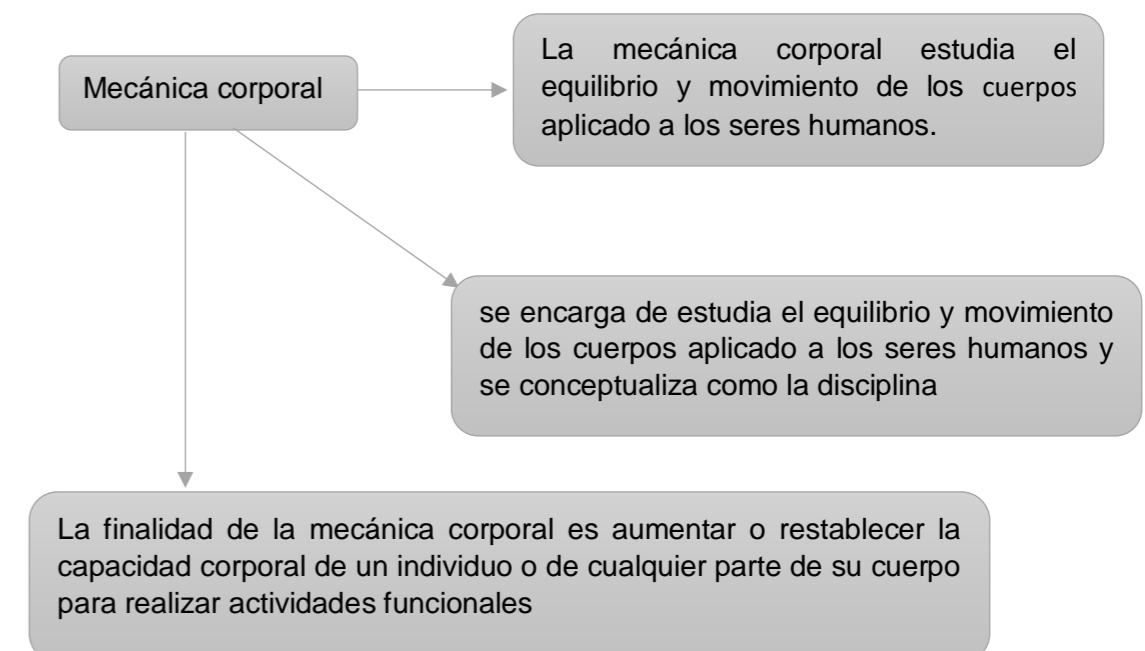 Mecánica corporal
La mecánica corporal estudia el
equilibrio y movimiento de los cuerpos
aplicado a los seres humanos.
se encarga de estudia el equilibrio y movimiento
de los cuerpos aplicado a los seres humanos y
se conceptualiza como la disciplina
La finalidad de la mecánica corporal es aumentar o restablecer la
capacidad corporal de un individuo o de cualquier parte de su cuerpo
para realizar actividades funcionales